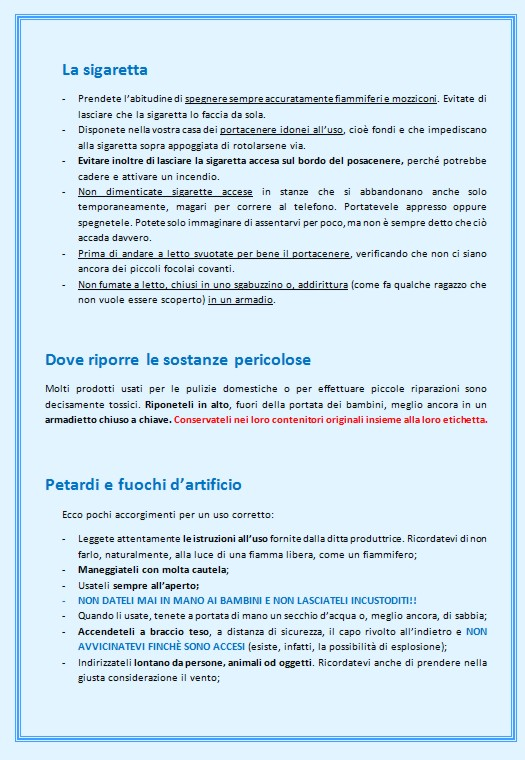 La sigaretta
- Prendete l'abitudine di spegnere sempre accuratamente fiammiferi e mozziconi. Evitate di
lasciare che la sigaretta lo faccia da sola.
- Disponete nella vostra casa dei portacenere idonei all'uso, cioè fondi e che impediscano
alla sigaretta sopra appoggiata di rotolarsene via.
- Evitare inoltre di lasciare la sigaretta accesa sul bordo del posacenere, perché potrebbe
cadere e attivare un incendio.
- Non dimenticate sigarette accese in stanze che si abbandonano anche solo
temporaneamente, magari per correre al telefono. Portatevele appresso oppure
spegnetele. Potete solo immaginare di assentarvi per poco, ma non è sempre detto che ciò
accada davvero.
- Prima di andare a letto svuotate per bene il portacenere, verificando che non ci siano
ancora dei piccoli focolai covanti.
- Non fumate a letto, chiusi in uno sgabuzzino o, addirittura (come fa qualche ragazzo che
non vuole essere scoperto) in un armadio.
Dove riporre le sostanze pericolose
Molti prodotti usati per le pulizie domestiche o per effettuare piccole riparazioni sono
decisamente tossici. Riponeteli in alto, fuori della portata dei bambini, meglio ancora in un
armadietto chiuso a chiave. Conservateli nei loro contenitori originali insieme alla loro etichetta.
Petardi e fuochi d'artificio
Ecco pochi accorgimenti per un uso corretto:
- Leggete attentamente le istruzioni all'uso fornite dalla ditta produttrice. Ricordatevi di non
farlo, naturalmente, alla luce di una fiamma libera, come un fiammifero;
- Maneggiateli con molta cautela;
- Usateli sempre all'aperto;
- NON DATELI MAI IN MANO AI BAMBINI E NON LASCIATELI INCUSTODITI!!
- Quando li usate, tenete a portata di mano un secchio d'acqua o, meglio ancora, di sabbia;
- Accendeteli a braccio teso, a distanza di sicurezza, il capo rivolto all'indietro e NON
AVVICINATEVI FINCHÈ SONO ACCESI (esiste, infatti, la possibilità di esplosione);
- Indirizzateli lontano da persone, animali od oggetti. Ricordatevi anche di prendere nella
giusta considerazione il vento;